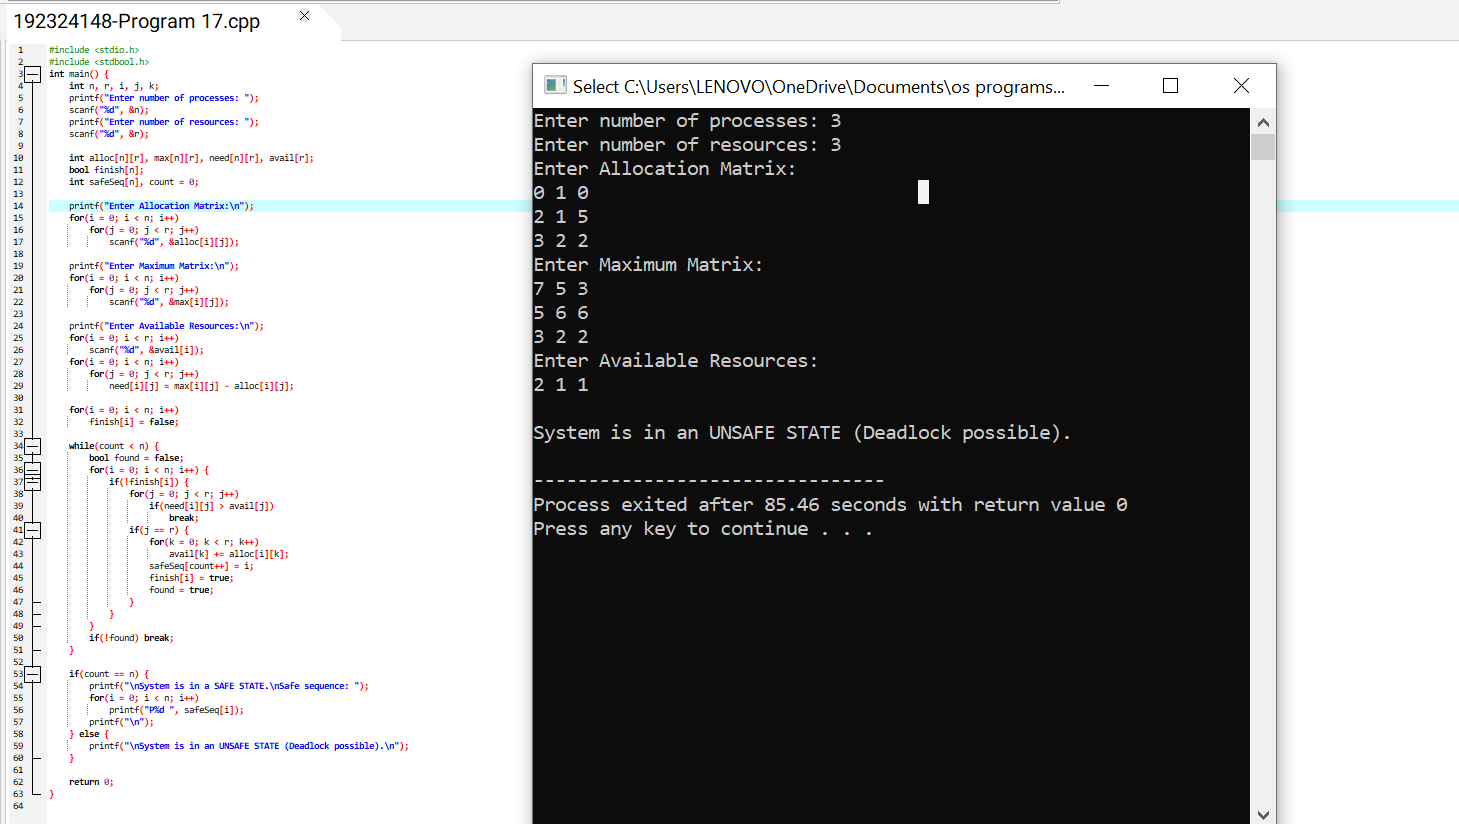 192324148-Program 17.cpp
1 #include <stdio.h>
2 #include <stdbool.h>
3 int main() {
4 int n, r, i, j, k;
5 printf("Enter number of processes: ");
6 scanf("%d", &n);
7 printf("Enter number of resources: ");
8 scanf("%d", &r);
9
10 int alloc[n][r], max[n][r], need[n][r], avail[r];
11 bool finish[n];
12 int safeSeq[n], count = 0;
13
14 printf("Enter Allocation Matrix:\n");
15 for(i = 0; i < n; i++)
16 for(j = 0; j < r; j++)
17 scanf("%d", &alloc[i][j]);
18
19 printf("Enter Maximum Matrix:\n");
20 for(i = 0; i < n; i++)
21 for(j = 0; j < r; j++)
22 scanf("%d", &max[i][j]);
23
24 printf("Enter Available Resources:\n");
25 for(i = 0; i < r; i++)
26 scanf("%d", &avail[i]);
27 for(i = 0; i < n; i++)
28 for(j = 0; j < r; j++)
29 need[i][j] = max[i][j] - alloc[i][j];
30
31 for(i = 0; i < n; i++)
32 finish[i] = false;
33
34 while(count < n) {
35 bool found = false;
36 for(i = 0; i < n; i++) {
37 if(!finish[i]) {
38 for(j = 0; j < r; j++)
39 if(need[i][j] > avail[j])
40 break;
41 if(j == r) {
42 for(k = 0; k < r; k++)
43 avail[k] += alloc[i][k];
44 safeSeq[count++] = i;
45 finish[i] = true;
46 found = true;
47 }
48 }
49 }
50 if(!found) break;
51 }
52
53 if(count == n) {
54 printf("\nSystem is in a SAFE STATE.\nSafe sequence: ");
55 for(i = 0; i < n; i++)
56 printf("P%d ", safeSeq[i]);
57 printf("\n");
58 } else {
59 printf("\nSystem is in an UNSAFE STATE (Deadlock possible).\n");
60 }
61
62 return 0;
63 }
64
Select C:\Users\LENOVO\OneDrive\Documents\os programs...
Enter number of processes: 3
Enter number of resources: 3
Enter Allocation Matrix:
0 1 0
2 1 5
3 2 2
Enter Maximum Matrix:
7 5 3
5 6 6
3 2 2
Enter Available Resources:
2 1 1
System is in an UNSAFE STATE (Deadlock possible).
--------------------------------
Process exited after 85.46 seconds with return value 0
Press any key to continue . . .